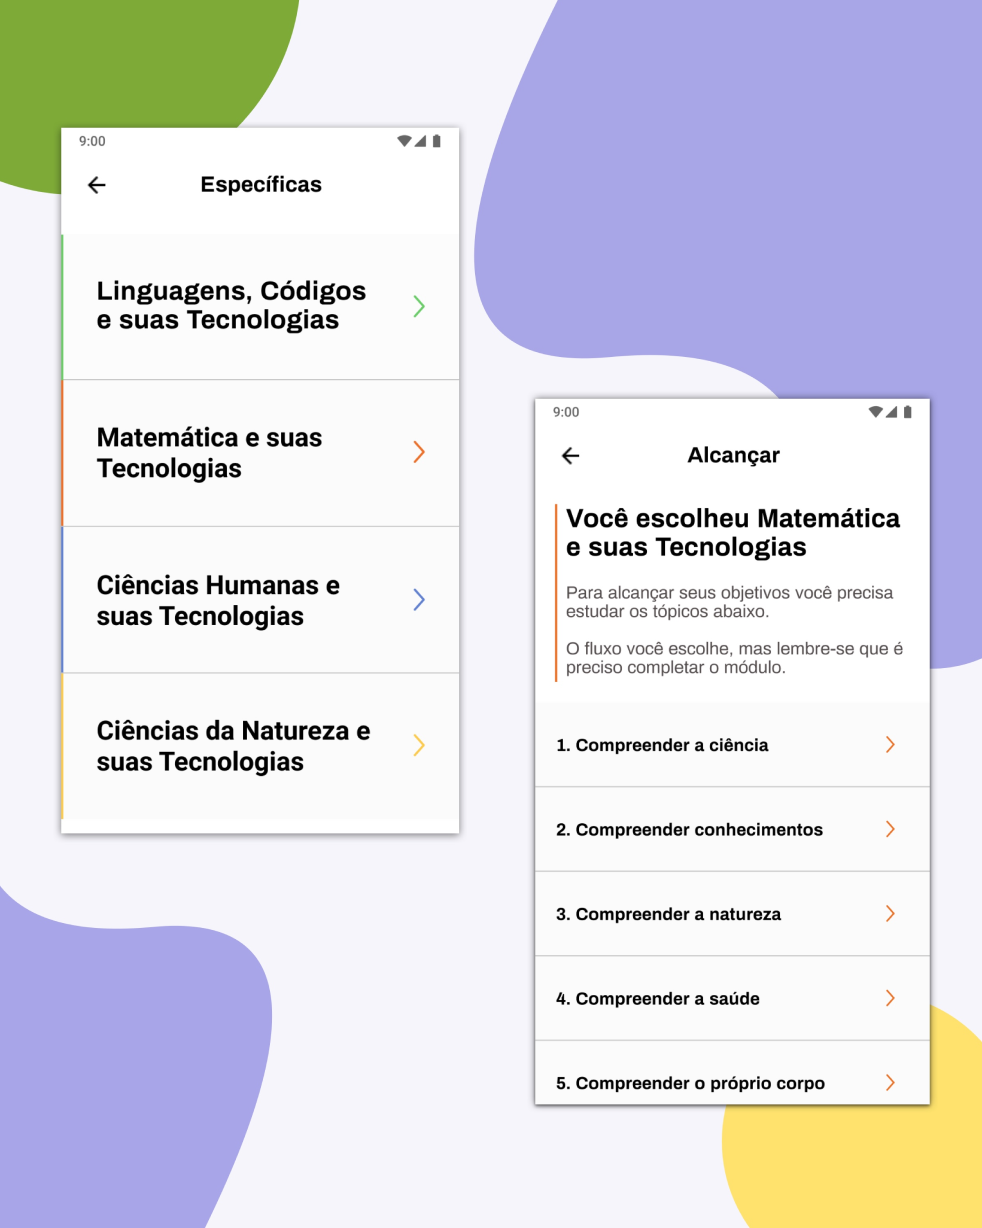 9:00
Específicas
Linguagens, Códigos
e suas Tecnologias
Matemática e suas
Tecnologias
Ciências Humanas e
suas Tecnologias
Ciências da Natureza e
suas Tecnologias
9:00
Alcançar
Você escolheu Matemática
e suas Tecnologias
Para alcançar seus objetivos você precisa
estudar os tópicos abaixo.
O fluxo você escolhe, mas lembre-se que é
preciso completar o módulo.
1. Compreender a ciência
2. Compreender conhecimentos
3. Compreender a natureza
4. Compreender a saúde
5. Compreender o próprio corpo